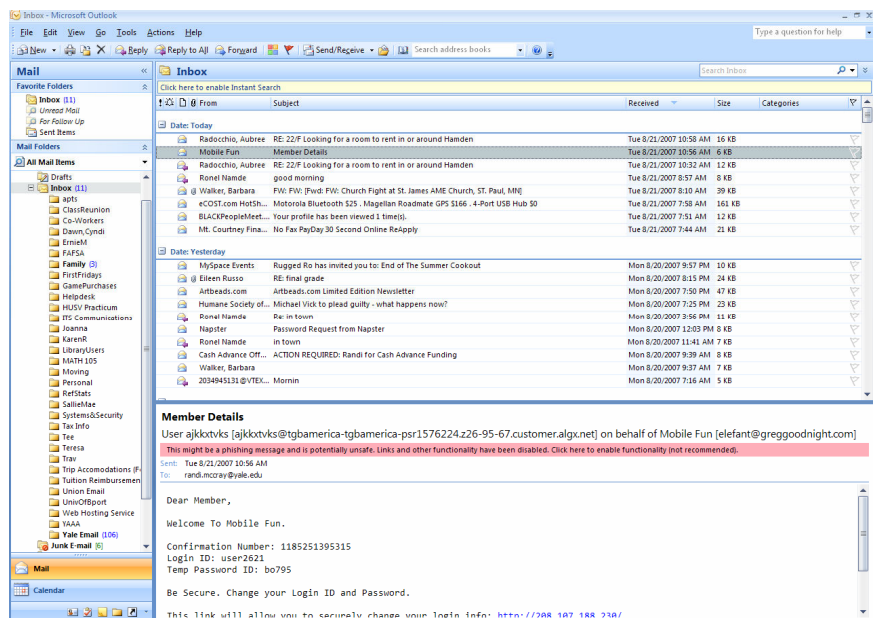 Inbox - Microsoft Outlook
File Edit View Go Tools Actions Help
Type a question for help
New Reply Reply to All Forward Send/Receive Search address books
Mail «
Favorite Folders
Inbox (11)
Unread Mail
For Follow Up
Sent Items
Mail Folders
All Mail Items
Drafts
Inbox (11)
apts
ClassReunion
Co-Workers
Dawn,Cyndi
ErnieM
FAFSA
Family (3)
FirstFridays
GamePurchases
Helpdesk
HUSV Practicum
ITS Communications
Joanna
KarenR
LibraryUsers
MATH 105
Moving
Personal
RefStats
SallieMae
Systems&Security
Tax Info
Tee
Teresa
Trav
Trip Accomodations (F
Tuition Reimbursemen
Union Email
UnivOfBport
Web Hosting Service
YAAA
Yale Email (106)
Junk E-mail [6]
Mail
Calendar
Inbox
Search Inbox
Click here to enable Instant Search
From Subject Received Size Categories
Date: Today
Radocchio, Aubree RE: 22/F Looking for a room to rent in or around Hamden Tue 8/21/2007 10:58 AM 16 KB
Mobile Fun Member Details Tue 8/21/2007 10:56 AM 6 KB
Radocchio, Aubree RE: 22/F Looking for a room to rent in or around Hamden Tue 8/21/2007 10:32 AM 12 KB
Ronel Namde good morning Tue 8/21/2007 8:57 AM 8 KB
Walker, Barbara FW: FW: [Fwd: FW: Church Fight at St. James AME Church, ST. Paul, MN] Tue 8/21/2007 8:10 AM 39 KB
eCOST.com HotSh... Motorola Bluetooth $25 . Magellan Roadmate GPS $166 . 4-Port USB Hub $0 Tue 8/21/2007 7:58 AM 161 KB
BLACKPeopleMeet.... Your profile has been viewed 1 time(s). Tue 8/21/2007 7:51 AM 12 KB
Mt. Courtney Fina... No Fax PayDay 30 Second Online ReApply Tue 8/21/2007 7:44 AM 21 KB
Date: Yesterday
MySpace Events Rugged Ro has invited you to: End of The Summer Cookout Mon 8/20/2007 9:57 PM 10 KB
Eileen Russo RE: final grade Mon 8/20/2007 8:15 PM 24 KB
Artbeads.com Artbeads.com Limited Edition Newsletter Mon 8/20/2007 7:50 PM 47 KB
Humane Society of... Michael Vick to plead guilty - what happens now? Mon 8/20/2007 7:25 PM 23 KB
Ronel Namde Re: in town Mon 8/20/2007 3:56 PM 11 KB
Napster Password Request from Napster Mon 8/20/2007 12:03 PM 8 KB
Ronel Namde in town Mon 8/20/2007 11:41 AM 7 KB
Cash Advance Off... ACTION REQUIRED: Randi for Cash Advance Funding Mon 8/20/2007 9:39 AM 8 KB
Walker, Barbara Mon 8/20/2007 9:37 AM 7 KB
2034945131@VTEX... Mornin Mon 8/20/2007 7:16 AM 5 KB
Member Details
User ajkkxtvks [ajkkxtvks@tgbamerica-tgbamerica-psr1576224.z26-95-67.customer.algx.net] on behalf of Mobile Fun [elefant@greggoodnight.com]
This might be a phishing message and is potentially unsafe. Links and other functionality have been disabled. Click here to enable functionality (not recommended).
Sent: Tue 8/21/2007 10:56 AM
To: randi.mccray@yale.edu
Dear Member,
Welcome To Mobile Fun.
Confirmation Number: 1185251395315
Login ID: user2621
Temp Password ID: bo795
Be Secure. Change your Login ID and Password.
This link will allow you to securely change your login info: http://208.107.188.230/